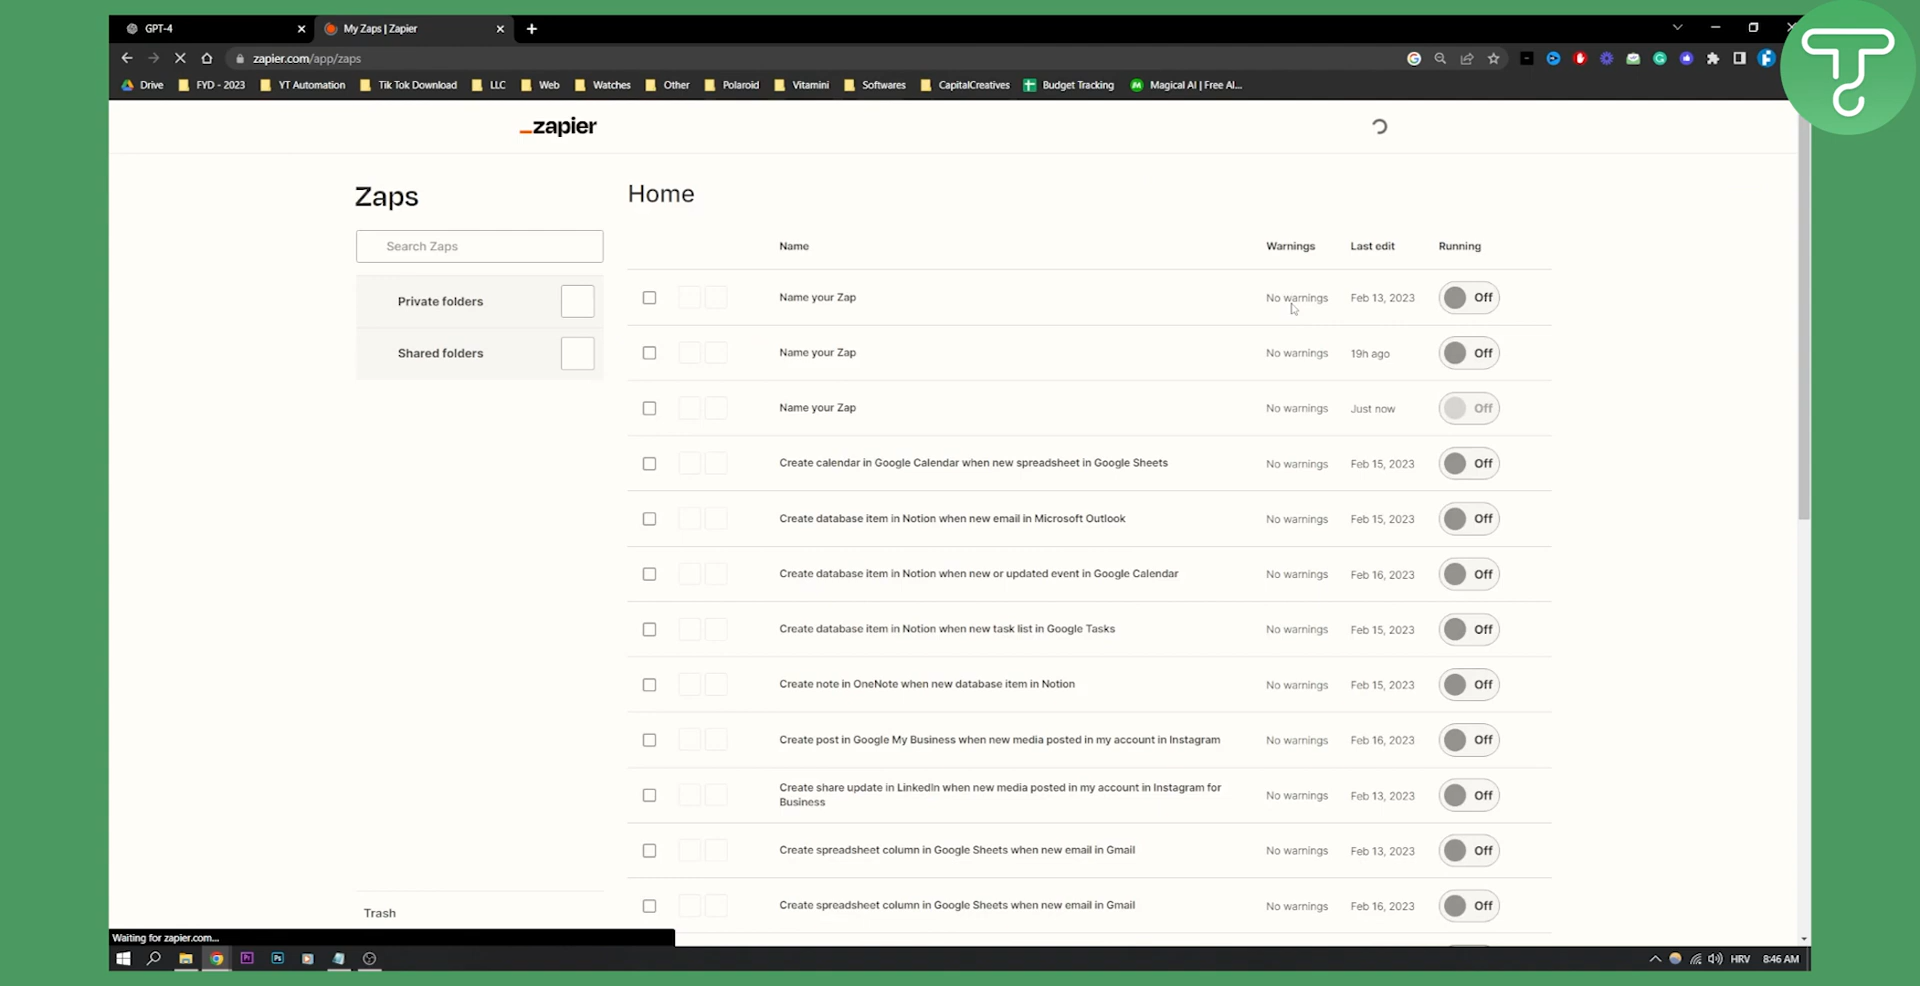 GPT-4
My Zaps | Zapier
zapier.com/app/zaps
Drive
FYD - 2023
YT Automation
Tik Tok Download
LLC
Web
Watches
Other
Polaroid
Vitamini
Softwares
CapitalCreatives
Budget Tracking
Magical AI | Free AI...
_zapier
Zaps
Home
Search Zaps
Private folders
Shared folders
Trash
Name Warnings Last edit Running
Name your Zap No warnings Feb 13, 2023 Off
Name your Zap No warnings 19h ago Off
Name your Zap No warnings Just now Off
Create calendar in Google Calendar when new spreadsheet in Google Sheets No warnings Feb 15, 2023 Off
Create database item in Notion when new email in Microsoft Outlook No warnings Feb 15, 2023 Off
Create database item in Notion when new or updated event in Google Calendar No warnings Feb 16, 2023 Off
Create database item in Notion when new task list in Google Tasks No warnings Feb 15, 2023 Off
Create note in OneNote when new database item in Notion No warnings Feb 15, 2023 Off
Create post in Google My Business when new media posted in my account in Instagram No warnings Feb 16, 2023 Off
Create share update in LinkedIn when new media posted in my account in Instagram for
Business No warnings Feb 13, 2023 Off
Create spreadsheet column in Google Sheets when new email in Gmail No warnings Feb 13, 2023 Off
Create spreadsheet column in Google Sheets when new email in Gmail No warnings Feb 16, 2023 Off
Waiting for zapier.com...
Pr
Ps
HRV
8:46 AM